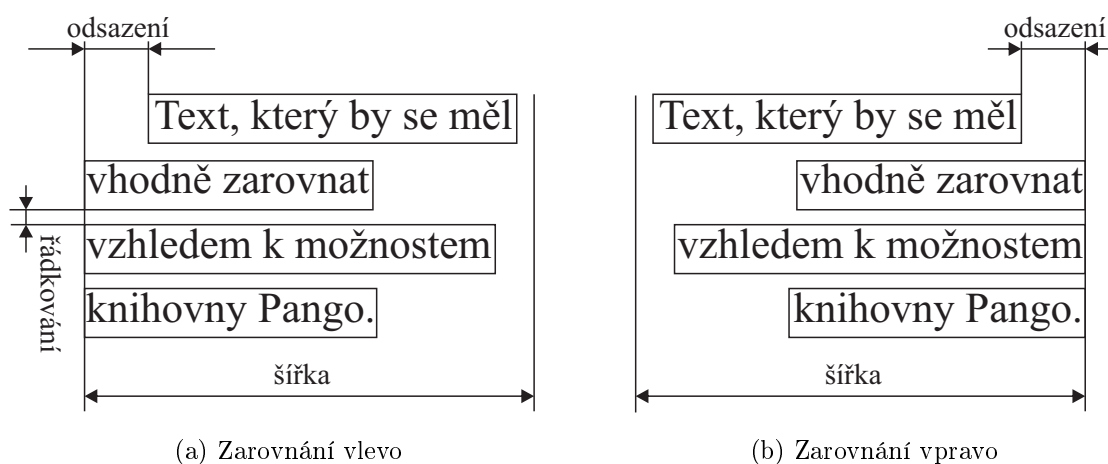 odsazení
Text, který by se měl
vhodně zarovnat
vzhledem k možnostem
knihovny Pango.
řádkování
šířka
(a) Zarovnání vlevo
odsazení
Text, který by se měl
vhodně zarovnat
vzhledem k možnostem
knihovny Pango.
šířka
(b) Zarovnání vpravo